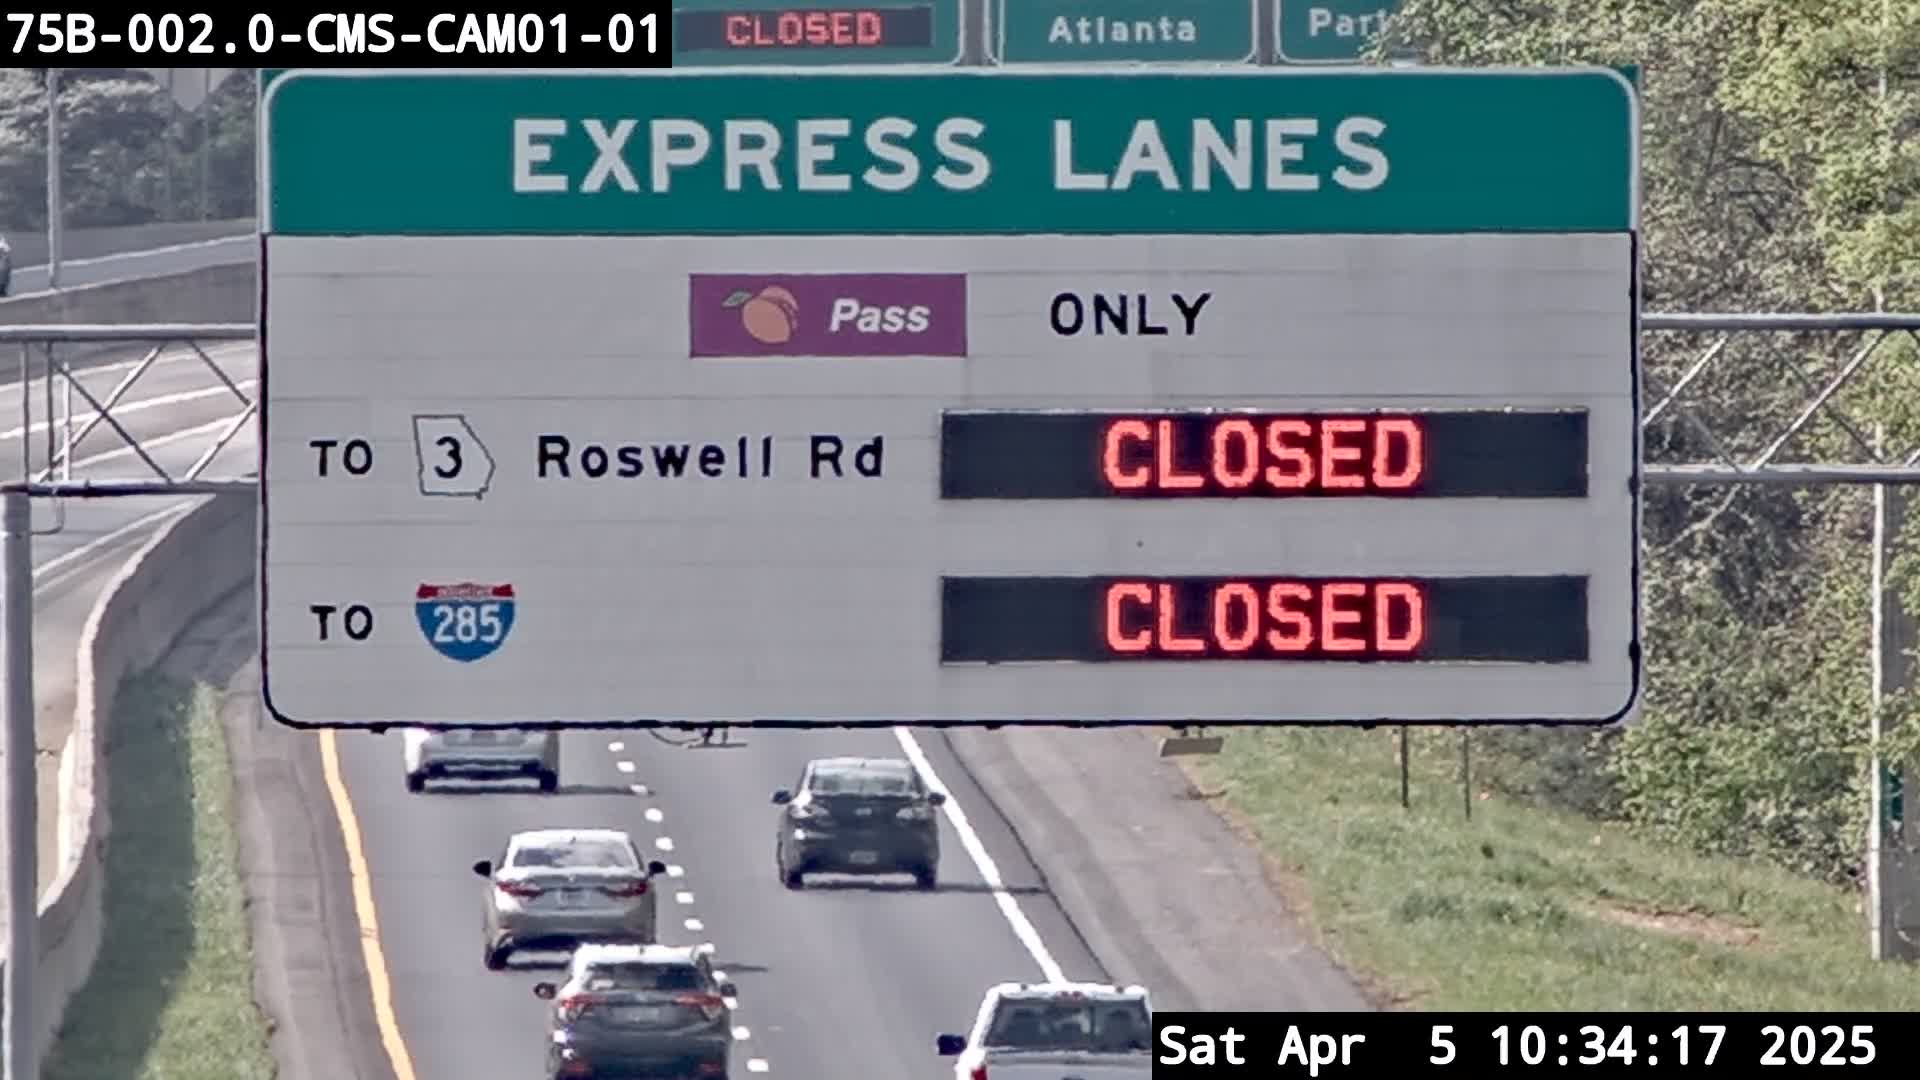 75B-002.0-CMS-CAM01-01
CLOSED
Atlanta
EXPRESS LANES
Pass ONLY
TO 3 Roswell Rd CLOSED
TO 285 CLOSED
Sat Apr 5 10:34:17 2025